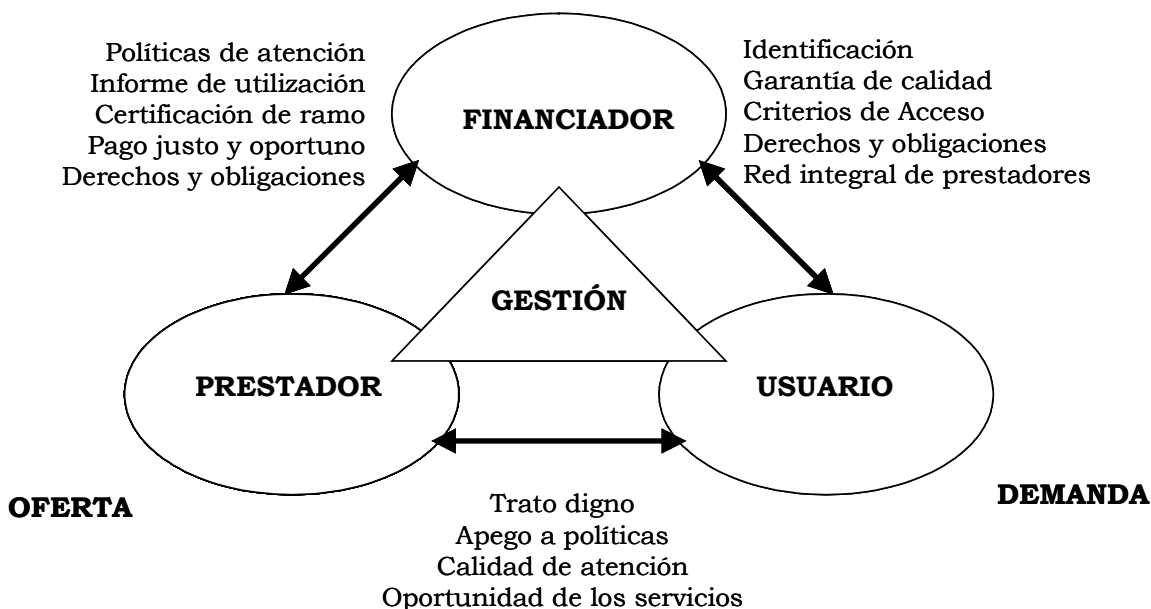 Políticas de atención
Informe de utilización
Certificación de ramo
Pago justo y oportuno
Derechos y obligaciones
FINANCIADOR
Identificación
Garantía de calidad
Criterios de Acceso
Derechos y obligaciones
Red integral de prestadores
GESTIÓN
PRESTADOR
USUARIO
OFERTA
DEMANDA
Trato digno
Apego a políticas
Calidad de atención
Oportunidad de los servicios